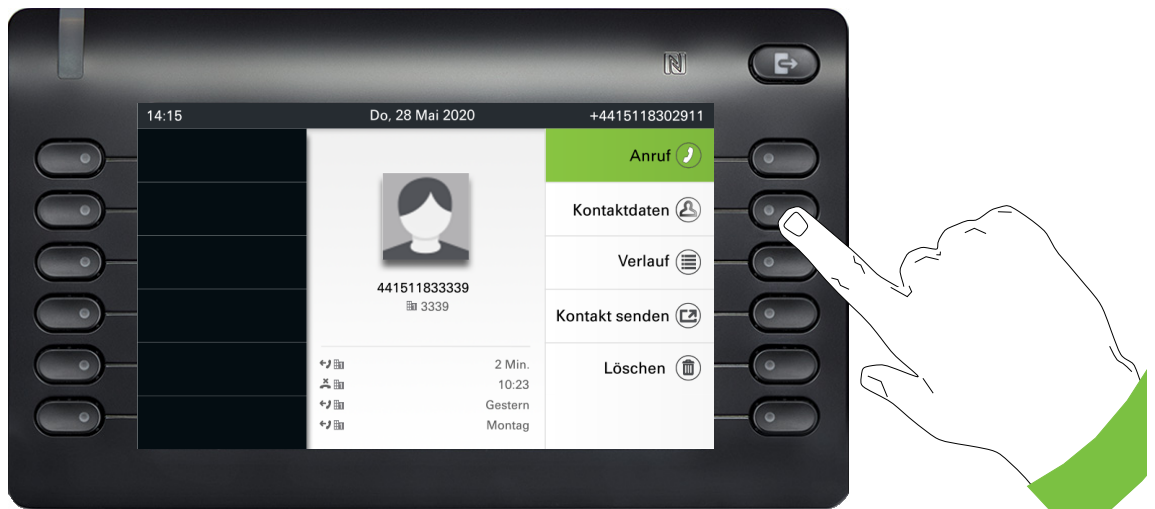 14:15
Do, 28 Mai 2020
+4415118302911
Anruf
Kontaktdaten
Verlauf
Kontakt senden
Löschen
441511833339
3339
2 Min.
10:23
Gestern
Montag